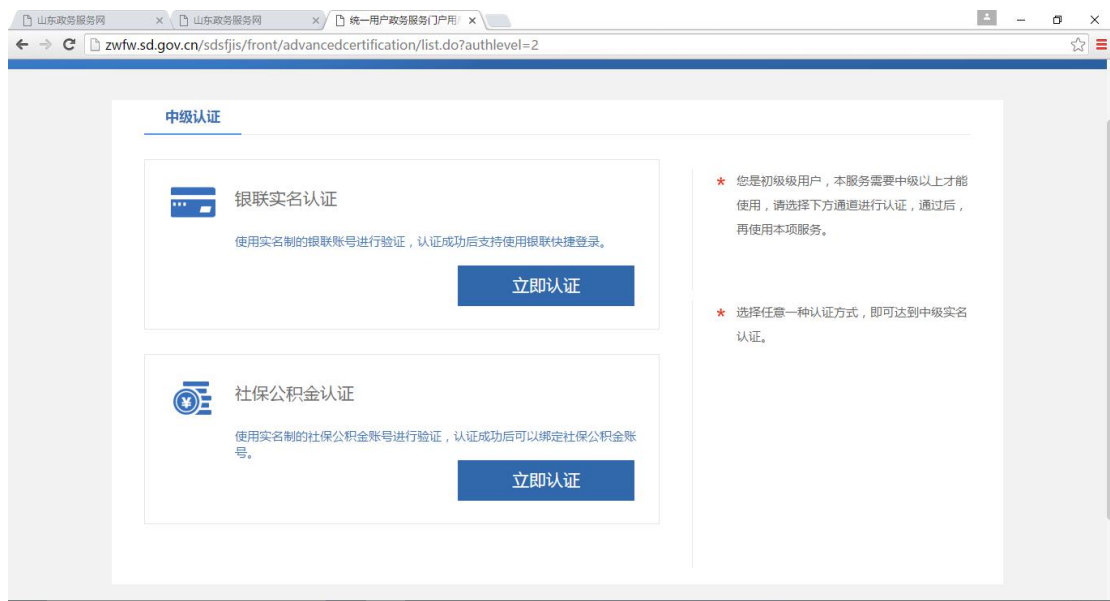 山东政务服务网
山东政务服务网
统一用户政务服务门户用户
zwfw.sd.gov.cn/sdsfjis/front/advancedcertification/list.do?authlevel=2
中级认证
银联实名认证
使用实名制的银联账号进行验证，认证成功后支持使用银联快捷登录。
立即认证
社保公积金认证
使用实名制的社保公积金账号进行验证，认证成功后可以绑定社保公积金账
号。
立即认证
* 您是初级级用户，本服务需要中级以上才能
使用，请选择下方通道进行认证，通过后，
再使用本项服务。
* 选择任意一种认证方式，即可达到中级实名
认证。